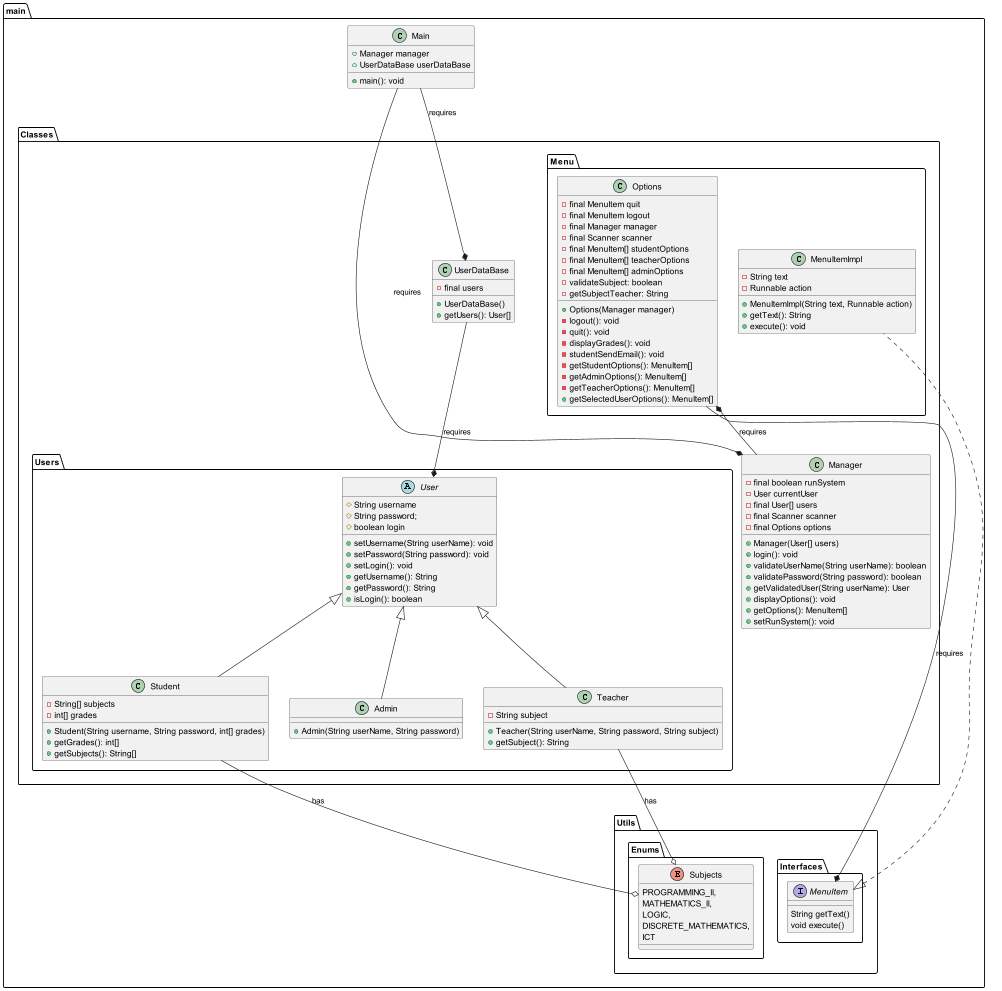 main
C Main
Manager manager
UserDataBase userDataBase
main(): void
requires
requires
Classes
Menu
C Options
final MenuItem quit
final MenuItem logout
final Manager manager
final Scanner scanner
final MenuItem[] studentOptions
final MenuItem[] teacherOptions
final MenuItem[] adminOptions
validateSubject: boolean
getSubjectTeacher: String
Options(Manager manager)
logout(): void
quit(): void
displayGrades(): void
studentSendEmail(): void
getStudentOptions(): MenuItem[]
getAdminOptions(): MenuItem[]
getTeacherOptions(): MenuItem[]
getSelectedUserOptions(): MenuItem[]
C MenuItemImpl
String text
Runnable action
MenuItemImpl(String text, Runnable action)
getText(): String
execute(): void
C UserDataBase
final users
UserDataBase()
getUsers(): User[]
requires
requires
C Manager
final boolean runSystem
User currentUser
final User[] users
final Scanner scanner
final Options options
Manager(User[] users)
login(): void
validateUserName(String userName): boolean
validatePassword(String password): boolean
getValidatedUser(String userName): User
displayOptions(): void
getOptions(): MenuItem[]
setRunSystem(): void
requires
Users
A User
String username
String password;
boolean login
setUsername(String userName): void
setPassword(String password): void
setLogin(): void
getUsername(): String
getPassword(): String
isLogin(): boolean
C Student
String[] subjects
int[] grades
Student(String username, String password, int[] grades)
getGrades(): int[]
getSubjects(): String[]
C Admin
Admin(String userName, String password)
C Teacher
String subject
Teacher(String userName, String password, String subject)
getSubject(): String
has
has
Utils
Enums
E Subjects
PROGRAMMING_II,
MATHEMATICS_II,
LOGIC,
DISCRETE_MATHEMATICS,
ICT
Interfaces
I MenuItem
String getText()
void execute()